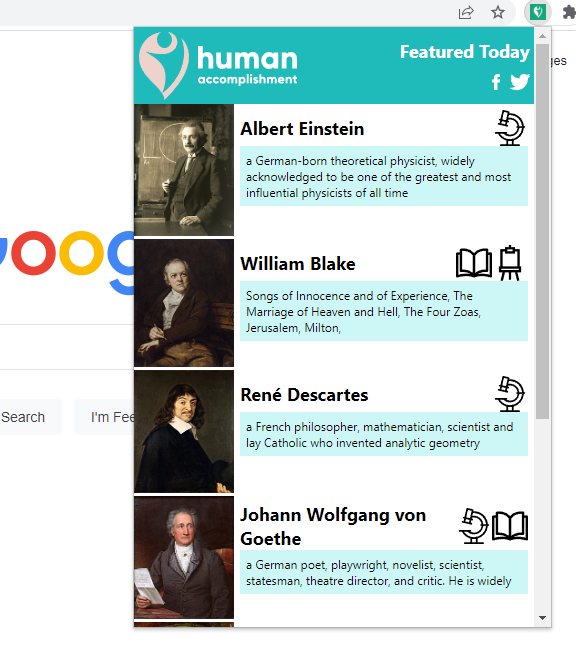 ges
human
accomplishment
Featured Today
Albert Einstein
a German-born theoretical physicist, widely
acknowledged to be one of the greatest and most
influential physicists of all time
oog
William Blake
Songs of Innocence and of Experience, The
Marriage of Heaven and Hell, The Four Zoas,
Jerusalem, Milton,
René Descartes
a French philosopher, mathematician, scientist and
lay Catholic who invented analytic geometry
Search
I'm Fee
Johann Wolfgang von
Goethe
a German poet, playwright, novelist, scientist,
statesman, theatre director, and critic. He is widely